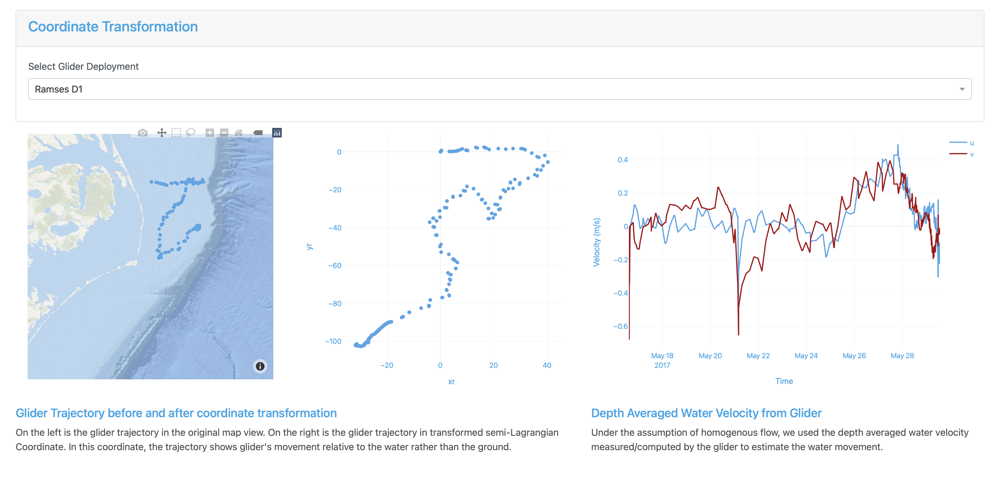 Coordinate Transformation
Select Glider Deployment
Ramses D1
0
−20
−40
−60
−80
−100
yr
−20
0
20
40
xr
u
v
0.4
0.2
0
−0.2
−0.4
−0.6
Velocity (m/s)
May 18
2017
May 20
May 22
May 24
May 26
May 28
Time
Glider Trajectory before and after coordinate transformation
On the left is the glider trajectory in the original map view. On the right is the glider trajectory in transformed semi-Lagrangian
Coordinate. In this coordinate, the trajectory shows glider's movement relative to the water rather than the ground.
Depth Averaged Water Velocity from Glider
Under the assumption of homogenous flow, we used the depth averaged water velocity
measured/computed by the glider to estimate the water movement.